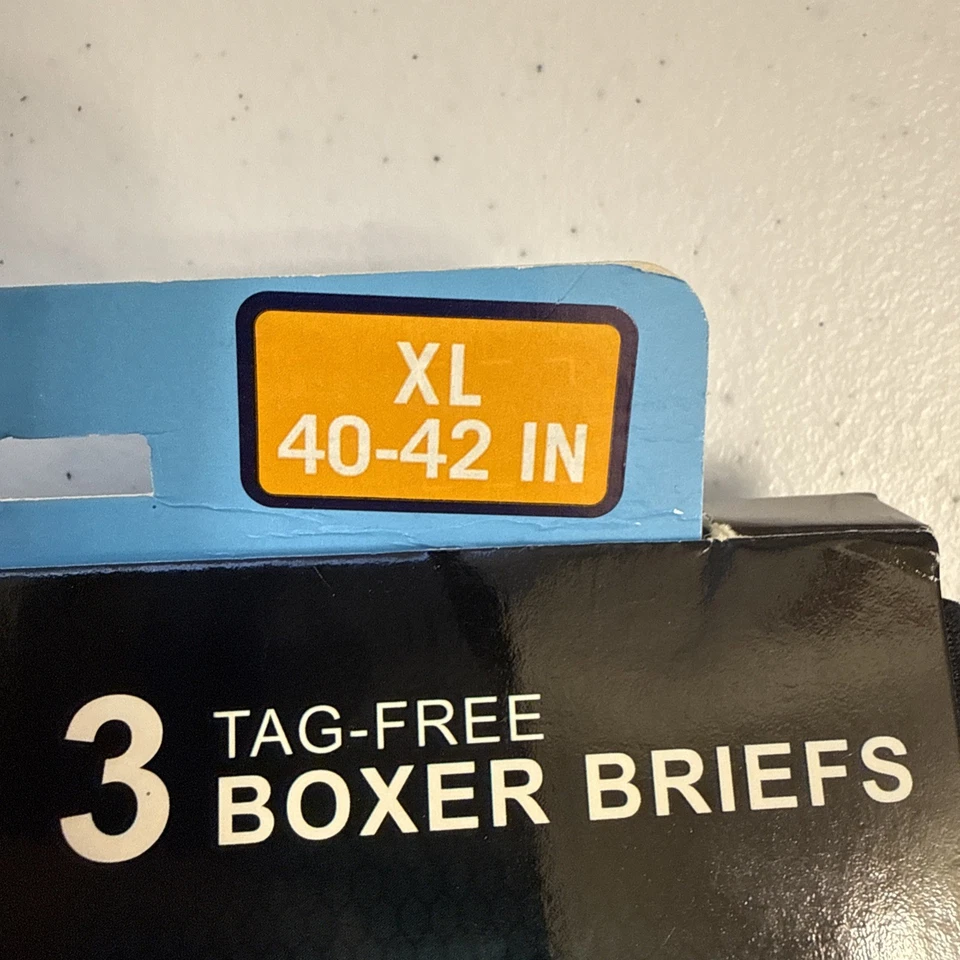 XL
40-42 IN
3 TAG-FREE
BOXER BRIEFS